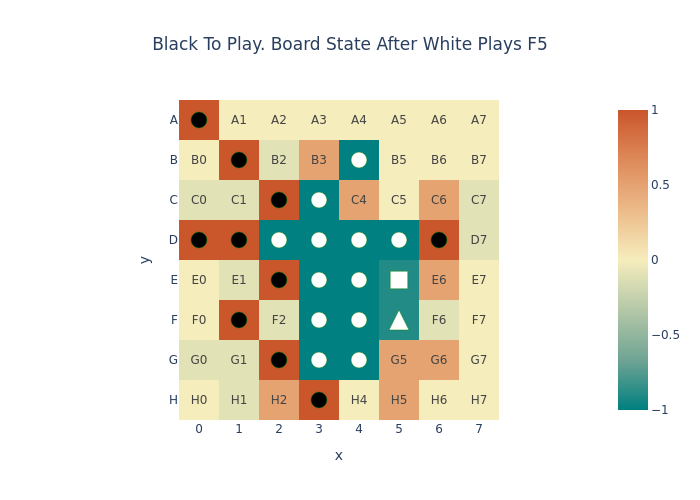 Black To Play. Board State After White Plays F5
A A1 A2 A3 A4 A5 A6 A7
B B0 B2 B3 B5 B6 B7
C C0 C1 C4 C5 C6 C7
D D7
E E0 E1 E6 E7
F F0 F2 F6 F7
G G0 G1 G5 G6 G7
H H0 H1 H2 H4 H5 H6 H7
0 1 2 3 4 5 6 7
x
y
1
0.5
0
−0.5
−1